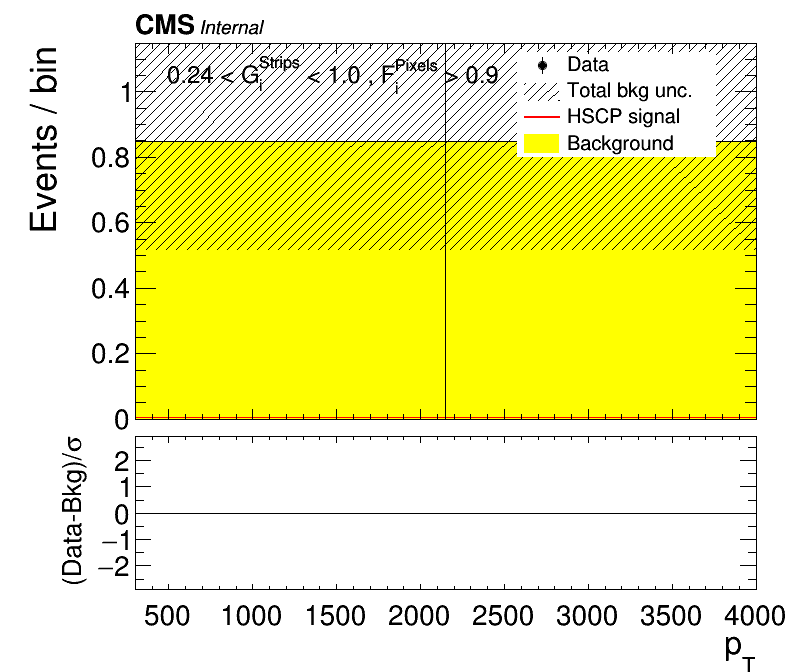 CMS Internal
0.24 < G_i^Strips < 1.0 , F_i^Pixels > 0.9
Data
Total bkg unc.
HSCP signal
Background
Events / bin
1
0.8
0.6
0.4
0.2
0
(Data-Bkg)/σ
2
1
0
−1
−2
500 1000 1500 2000 2500 3000 3500 4000
p_T